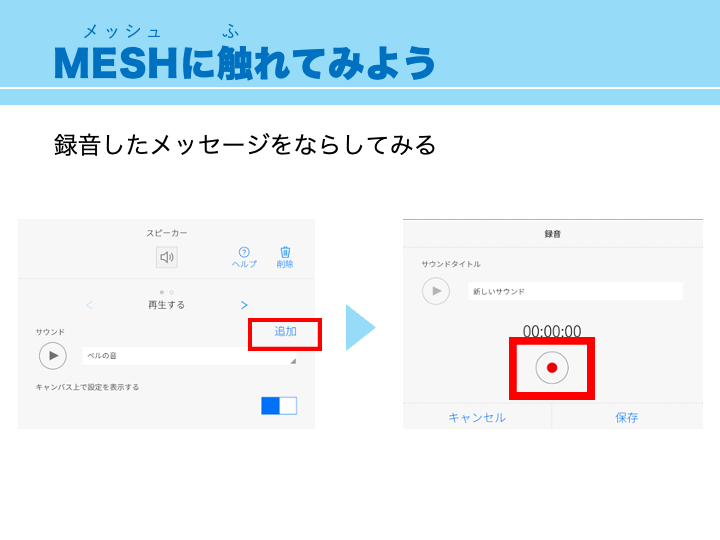 メッシュ ふ
MESHに触れてみよう
録音したメッセージをならしてみる
スピーカー
ヘルプ 削除
再生する
サウンド 追加
ベルの音
キャンバス上で設定を表示する
録音
サウンドタイトル
新しいサウンド
00:00:00
キャンセル 保存